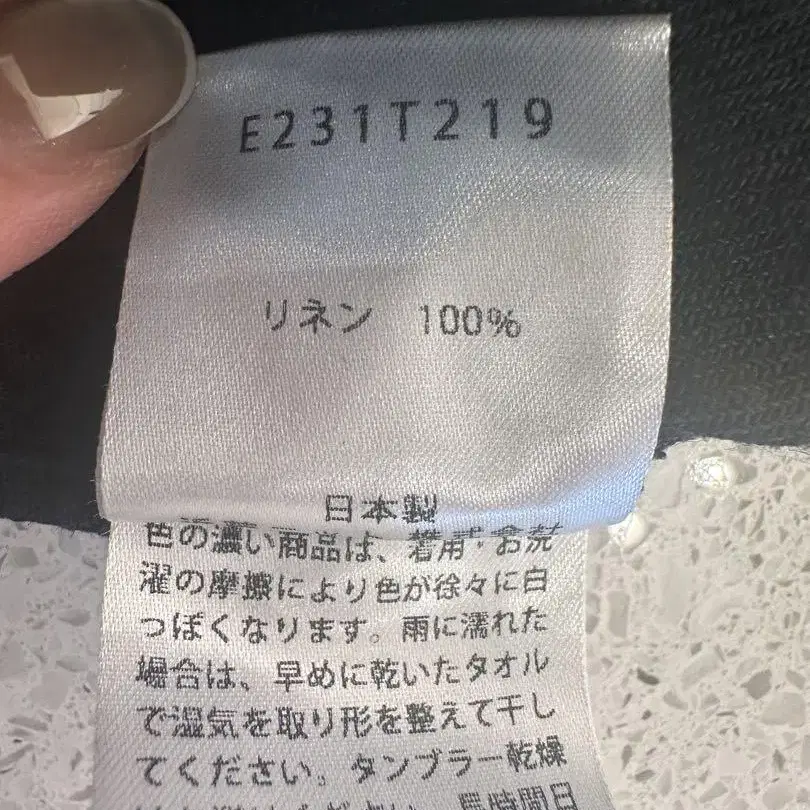 E231T219
リネン 100%
日本製
色の濃い商品は、着用・お洗
濯の摩擦により色が徐々に白
っぽくなります。雨に濡れた
場合は、早めに乾いたタオル
で湿気を取り形を整えて干し
てください。タンブラー乾燥
長時間日